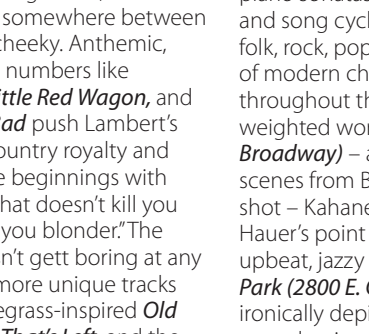 somewhere between
cheeky. Anthemic,
numbers like
ttle Red Wagon, and
ad push Lambert's
ountry royalty and
e beginnings with
hat doesn't kill you
you blonder." The
n't gett boring at any
more unique tracks
egrass-inspired Old
That's Left, and the
and song cycl
folk, rock, pop
of modern ch
throughout th
weighted wor
Broadway) – a
scenes from B
shot – Kahane
Hauer's point
upbeat, jazzy
Park (2800 E. 
ironically depi